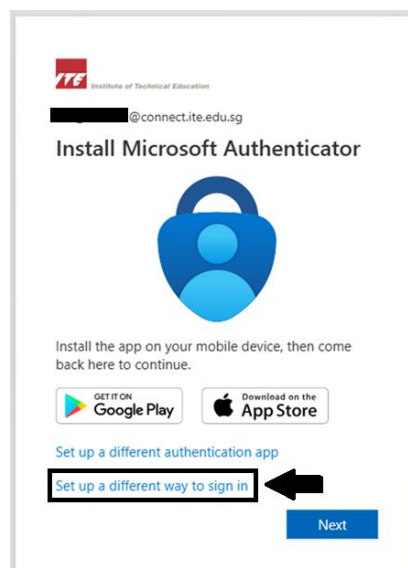 ITE Institute of Technical Education
@connect.ite.edu.sg
Install Microsoft Authenticator
Install the app on your mobile device, then come
back here to continue.
GET IT ON
Google Play
Download on the
App Store
Set up a different authentication app
Set up a different way to sign in
Next